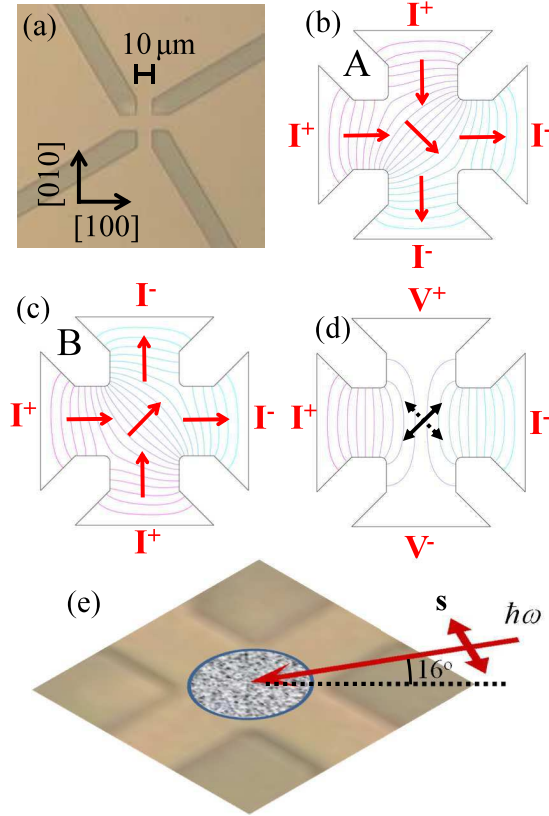 (a)
10 μm
[010]
[100]
(b)
I⁺
A
I⁺
I⁻
I⁻
(c)
I⁻
B
I⁺
I⁻
I⁺
(d)
V⁺
I⁺
I⁻
V⁻
(e)
s
ħω
16°